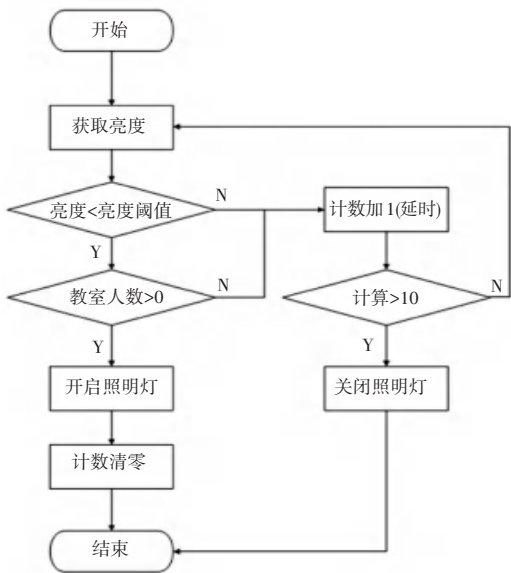 开始
获取亮度
亮度<亮度阈值
N
计数加1(延时)
Y
教室人数>0
N
计算>10
N
Y
Y
开启照明灯
关闭照明灯
计数清零
结束